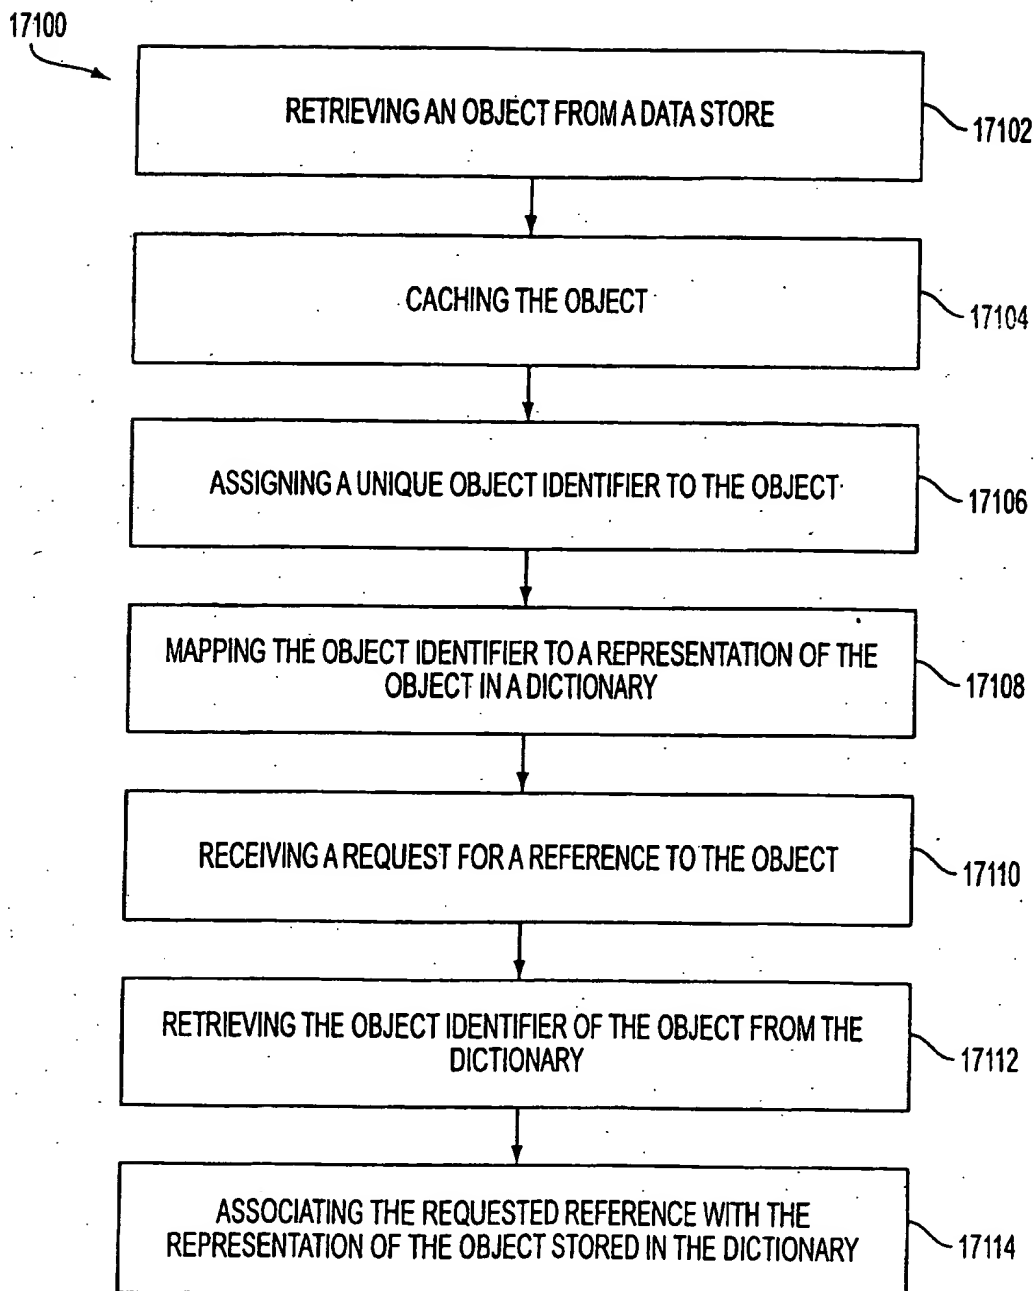 17100
RETRIEVING AN OBJECT FROM A DATA STORE
17102
CACHING THE OBJECT
17104
ASSIGNING A UNIQUE OBJECT IDENTIFIER TO THE OBJECT
17106
MAPPING THE OBJECT IDENTIFIER TO A REPRESENTATION OF THE
OBJECT IN A DICTIONARY
17108
RECEIVING A REQUEST FOR A REFERENCE TO THE OBJECT
17110
RETRIEVING THE OBJECT IDENTIFIER OF THE OBJECT FROM THE
DICTIONARY
17112
ASSOCIATING THE REQUESTED REFERENCE WITH THE
REPRESENTATION OF THE OBJECT STORED IN THE DICTIONARY
17114